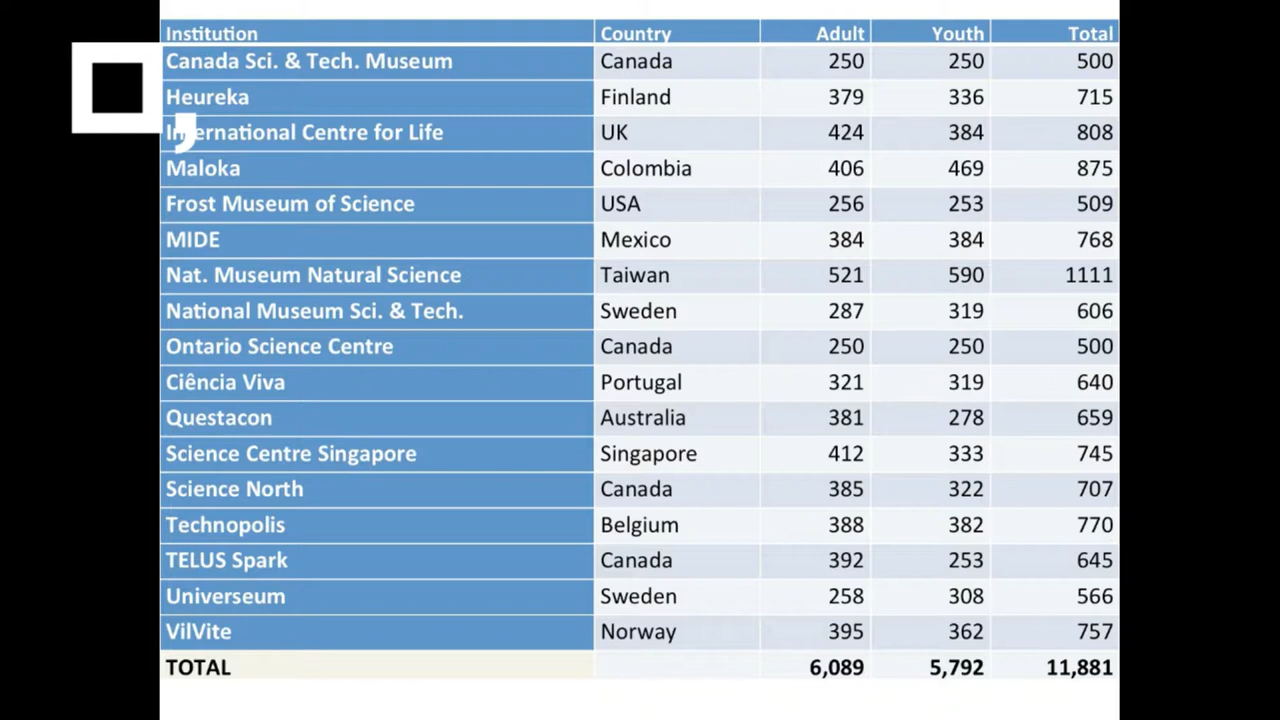 Institution Country Adult Youth Total
Canada Sci. & Tech. Museum Canada 250 250 500
Heureka Finland 379 336 715
International Centre for Life UK 424 384 808
Maloka Colombia 406 469 875
Frost Museum of Science USA 256 253 509
MIDE Mexico 384 384 768
Nat. Museum Natural Science Taiwan 521 590 1111
National Museum Sci. & Tech. Sweden 287 319 606
Ontario Science Centre Canada 250 250 500
Ciência Viva Portugal 321 319 640
Questacon Australia 381 278 659
Science Centre Singapore Singapore 412 333 745
Science North Canada 385 322 707
Technopolis Belgium 388 382 770
TELUS Spark Canada 392 253 645
Universeum Sweden 258 308 566
VilVite Norway 395 362 757
TOTAL 6,089 5,792 11,881